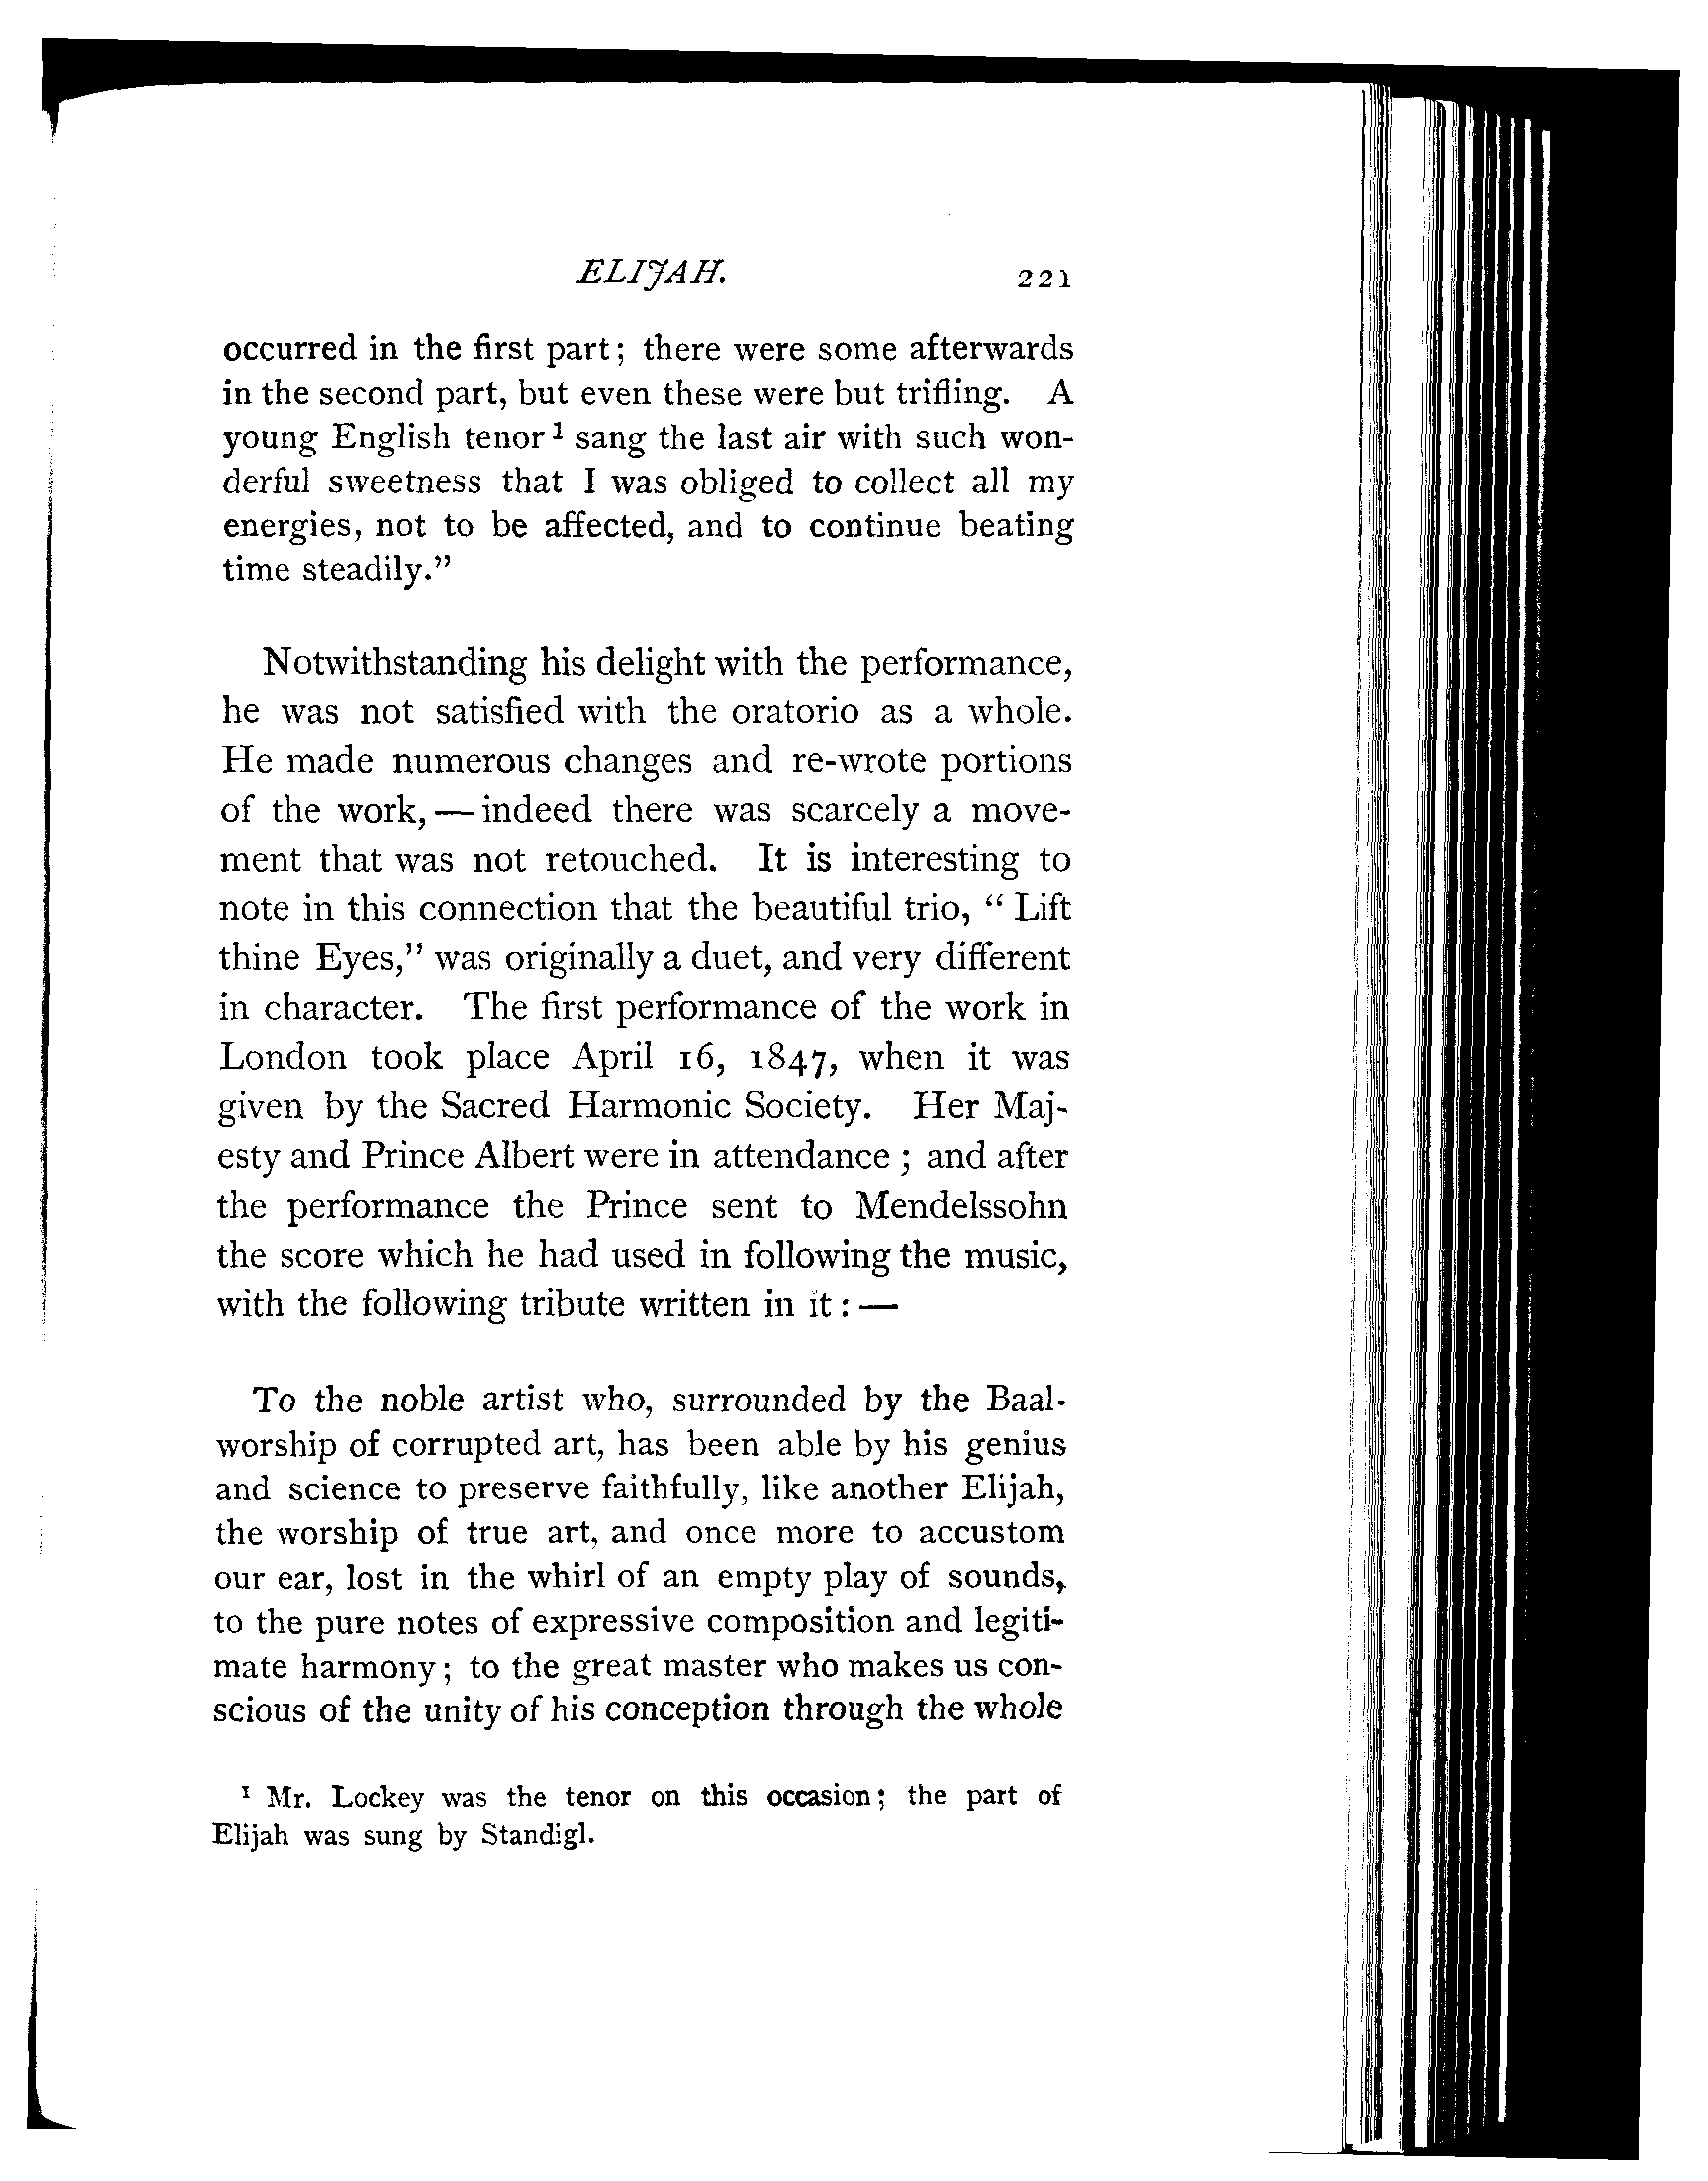 ELIJAH. 221
occurred in the first part; there were some afterwards
in the second part, but even these were but trifling. A
young English tenor¹ sang the last air with such won-
derful sweetness that I was obliged to collect all my
energies, not to be affected, and to continue beating
time steadily."
Notwithstanding his delight with the performance,
he was not satisfied with the oratorio as a whole.
He made numerous changes and re-wrote portions
of the work, — indeed there was scarcely a move-
ment that was not retouched. It is interesting to
note in this connection that the beautiful trio, "Lift
thine Eyes," was originally a duet, and very different
in character. The first performance of the work in
London took place April 16, 1847, when it was
given by the Sacred Harmonic Society. Her Maj-
esty and Prince Albert were in attendance; and after
the performance the Prince sent to Mendelssohn
the score which he had used in following the music,
with the following tribute written in it: —
To the noble artist who, surrounded by the Baal-
worship of corrupted art, has been able by his genius
and science to preserve faithfully, like another Elijah,
the worship of true art, and once more to accustom
our ear, lost in the whirl of an empty play of sounds,
to the pure notes of expressive composition and legiti-
mate harmony; to the great master who makes us con-
scious of the unity of his conception through the whole
¹ Mr. Lockey was the tenor on this occasion; the part of
Elijah was sung by Standigl.